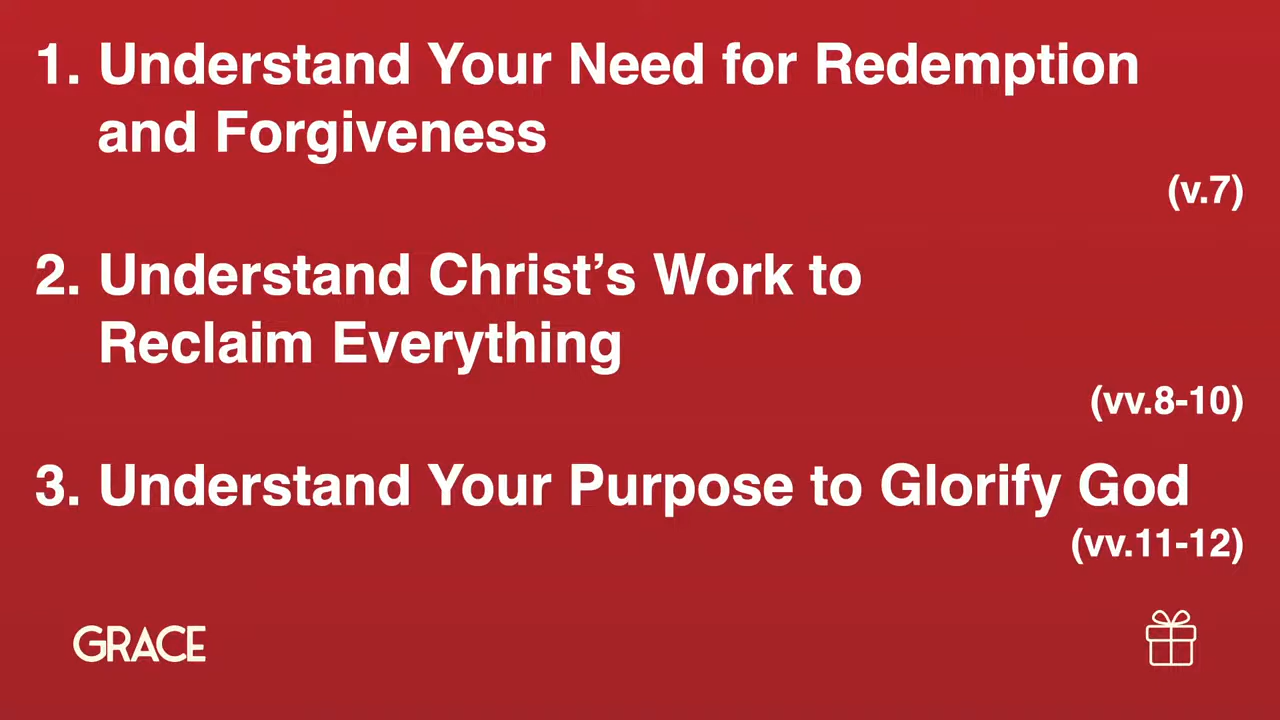 1. Understand Your Need for Redemption
and Forgiveness
(v.7)
2. Understand Christ’s Work to
Reclaim Everything
(vv.8-10)
3. Understand Your Purpose to Glorify God
(vv.11-12)
GRACE